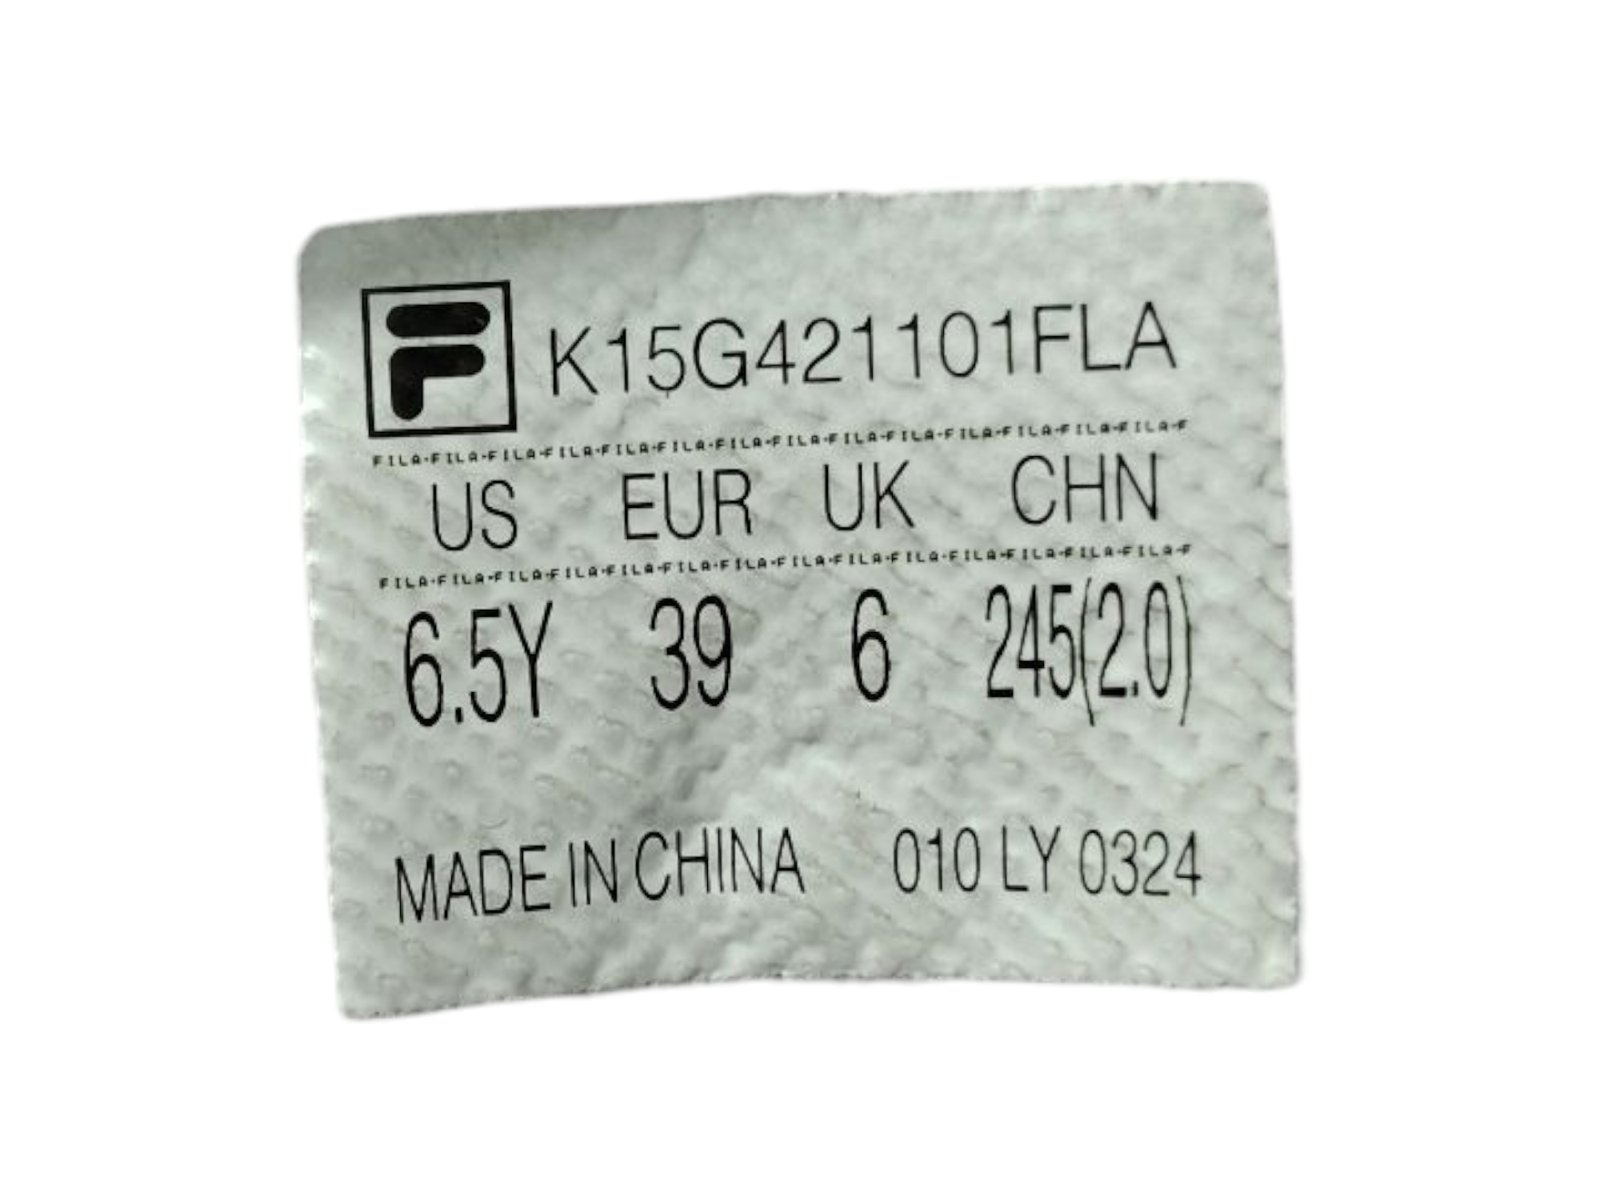 F K15G421101FLA
FILA·FILA·FILA·FILA·FILA·FILA·FILA·FILA·FILA·FILA·FILA·FILA·FILA·FILA·F
US EUR UK CHN
FILA·FILA·FILA·FILA·FILA·FILA·FILA·FILA·FILA·FILA·FILA·FILA·FILA·FILA·F
6.5Y 39 6 245(2.0)
MADE IN CHINA 010 LY 0324